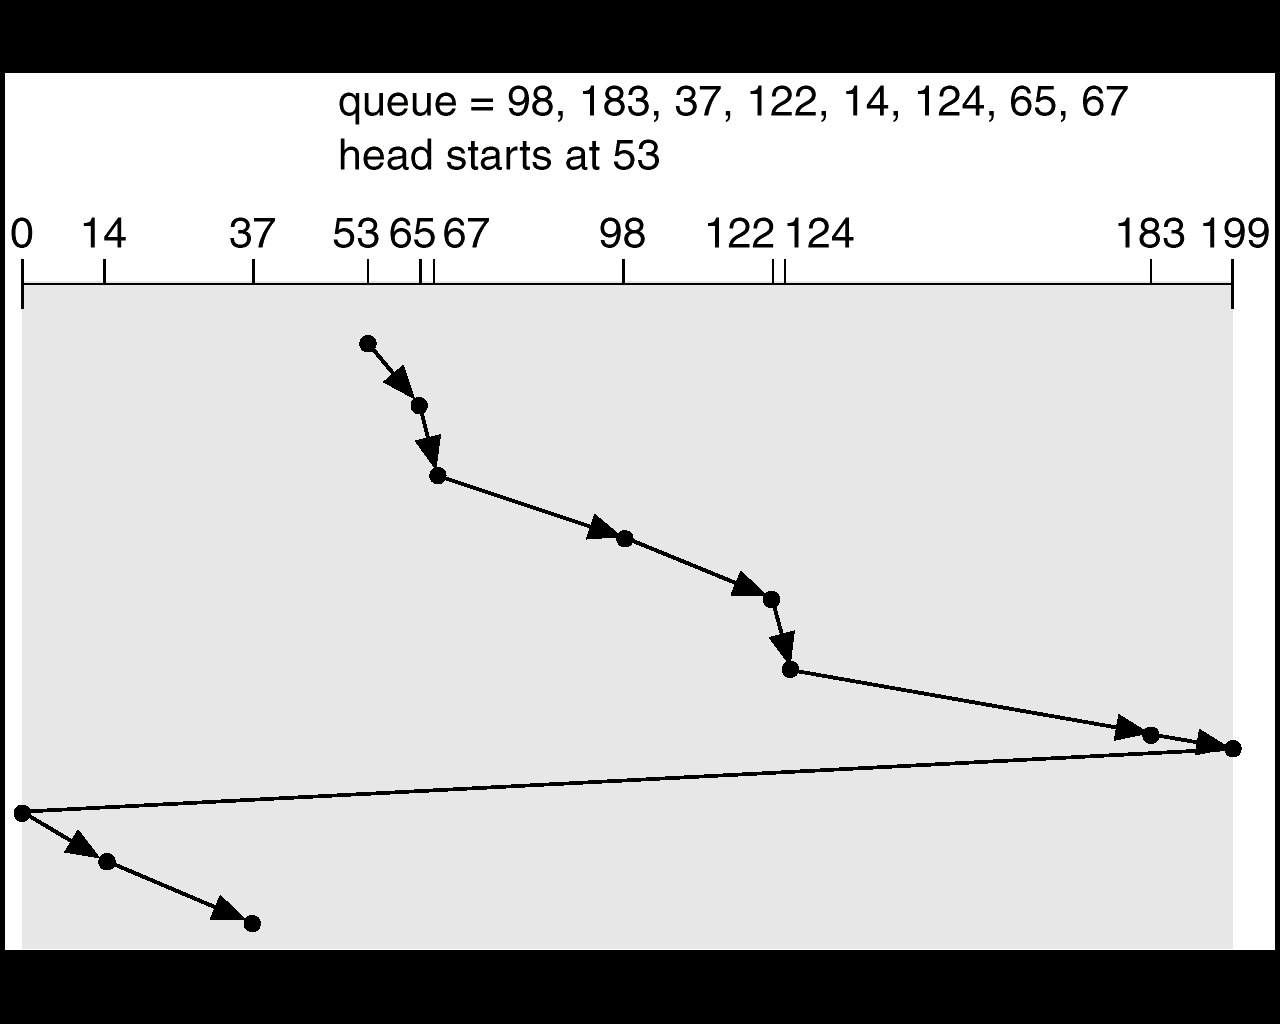 queue = 98, 183, 37, 122, 14, 124, 65, 67
head starts at 53
0 14 37 53 65 67 98 122 124 183 199